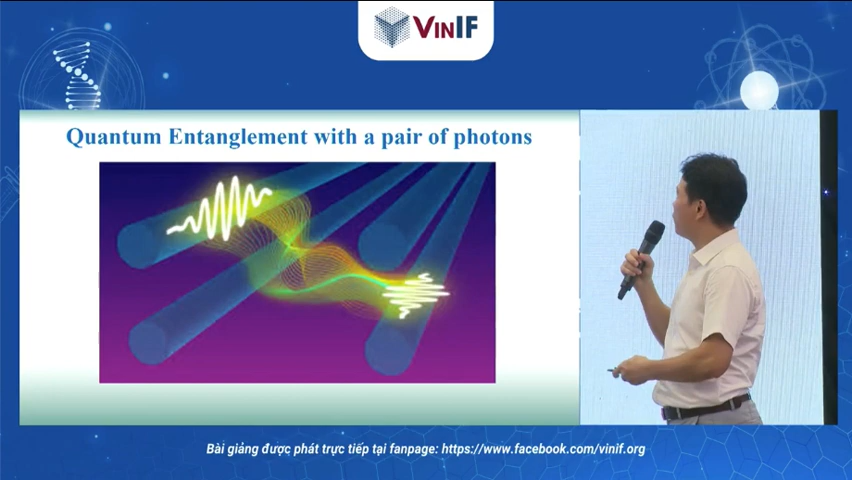 VINIF
Quantum Entanglement with a pair of photons
Bài giảng được phát trực tiếp tại fanpage: https://www.facebook.com/vinif.org